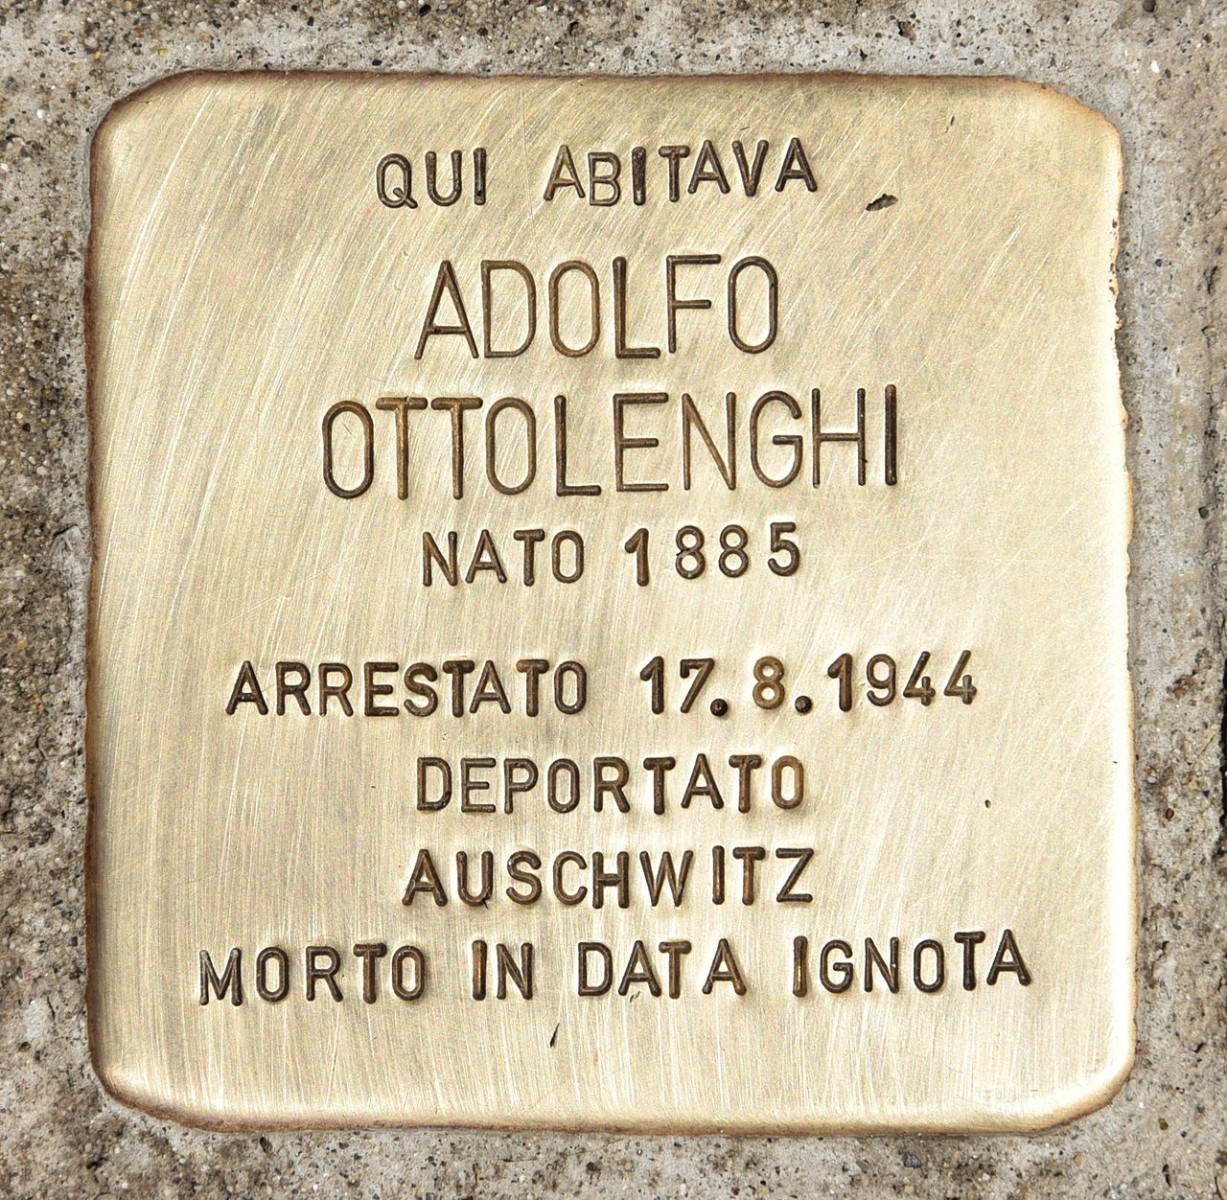 QUI ABITAVA
ADOLFO
OTTOLENGHI
NATO 1885
ARRESTATO 17.8.1944
DEPORTATO
AUSCHWITZ
MORTO IN DATA IGNOTA